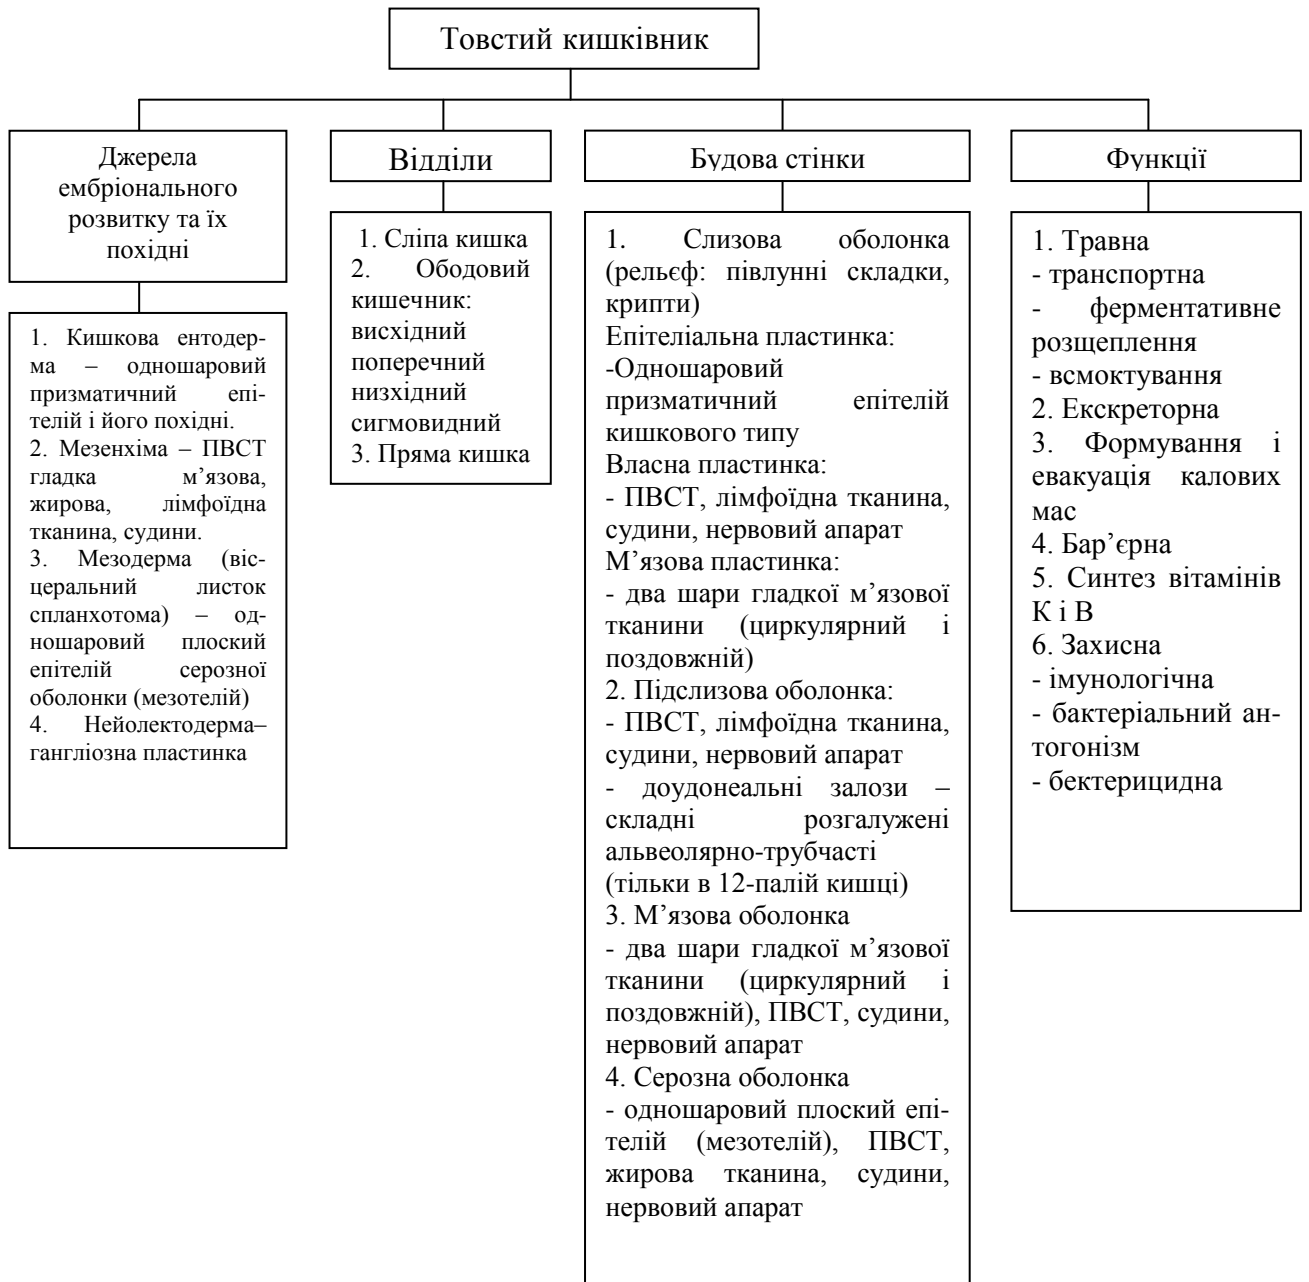 Товстий кишківник
Джерела
ембріонального
розвитку та їх
похідні
1. Кишкова ентодер-
ма – одношаровий
призматичний епі-
телій і його похідні.
2. Мезенхіма – ПВСТ
гладка м’язова,
жирова, лімфоїдна
тканина, судини.
3. Мезодерма (віс-
церальний листок
спланхотома) – од-
ношаровий плоский
епітелій серозної
оболонки (мезотелій)
4. Нейолектодерма–
гангліозна пластинка
Відділи
1. Сліпа кишка
2. Ободовий
кишечник:
висхідний
поперечний
низхідний
сигмовидний
3. Пряма кишка
Будова стінки
1. Слизова оболонка
(рельєф: півлунні складки,
крипти)
Епітеліальна пластинка:
-Одношаровий
призматичний епітелій
кишкового типу
Власна пластинка:
- ПВСТ, лімфоїдна тканина,
судини, нервовий апарат
М’язова пластинка:
- два шари гладкої м’язової
тканини (циркулярний і
поздовжній)
2. Підслизова оболонка:
- ПВСТ, лімфоїдна тканина,
судини, нервовий апарат
- доудонеальні залози –
складні розгалужені
альвеолярно-трубчасті
(тільки в 12-палій кишці)
3. М’язова оболонка
- два шари гладкої м’язової
тканини (циркулярний і
поздовжній), ПВСТ, судини,
нервовий апарат
4. Серозна оболонка
- одношаровий плоский епі-
телій (мезотелій), ПВСТ,
жирова тканина, судини,
нервовий апарат
Функції
1. Травна
- транспортна
- ферментативне
розщеплення
- всмоктування
2. Екскреторна
3. Формування і
евакуація калових
мас
4. Бар’єрна
5. Синтез вітамінів
К і В
6. Захисна
- імунологічна
- бактеріальний ан-
тогонізм
- бектерицидна